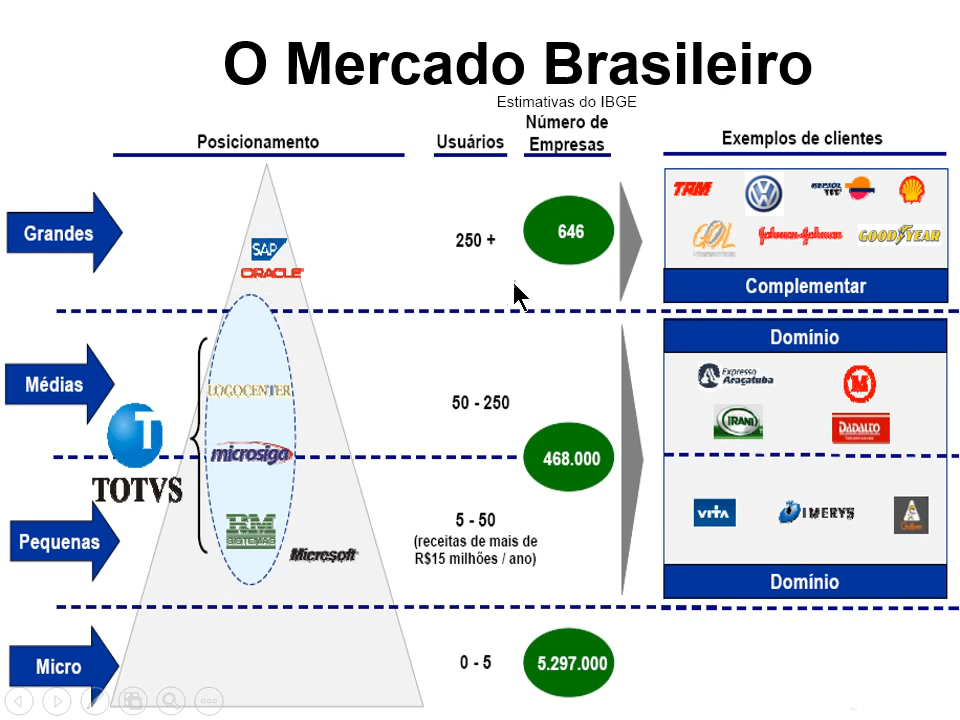 O Mercado Brasileiro
Estimativas do IBGE
Posicionamento
Usuários
Número de
Empresas
Exemplos de clientes
Grandes
SAP
ORACLE
250 +
646
TRM
REPSOL
YPF
GOL
Johnson & Johnson
GOODYEAR
Complementar
Médias
LOGOCENTER
50 - 250
Domínio
Expresso
Araçatuba
M
IRANI
DADALTO
T
TOTVS
microsiga
468.000
Pequenas
RM
SISTEMAS
Microsoft
5 - 50
(receitas de mais de
R$15 milhões / ano)
VITA
IMERYS
Domínio
Micro
0 - 5
5.297.000